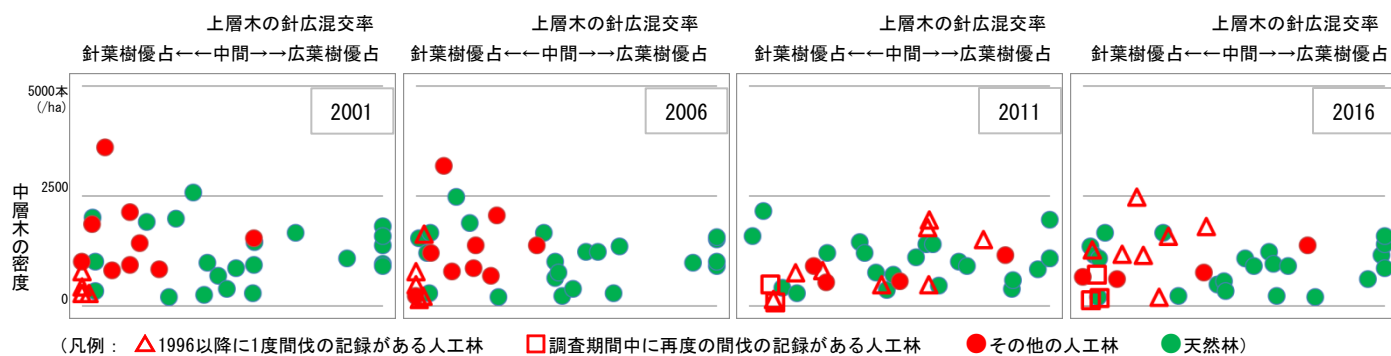 上層木の針広混交率
針葉樹優占←←中間→→広葉樹優占
5000本
(/ha)
2500
0
中層木の密度
2001
上層木の針広混交率
針葉樹優占←←中間→→広葉樹優占
2006
上層木の針広混交率
針葉樹優占←←中間→→広葉樹優占
2011
上層木の針広混交率
針葉樹優占←←中間→→広葉樹優占
2016
(凡例： △1996以降に1度間伐の記録がある人工林 □調査期間中に再度の間伐の記録がある人工林 ●その他の人工林 ●天然林)